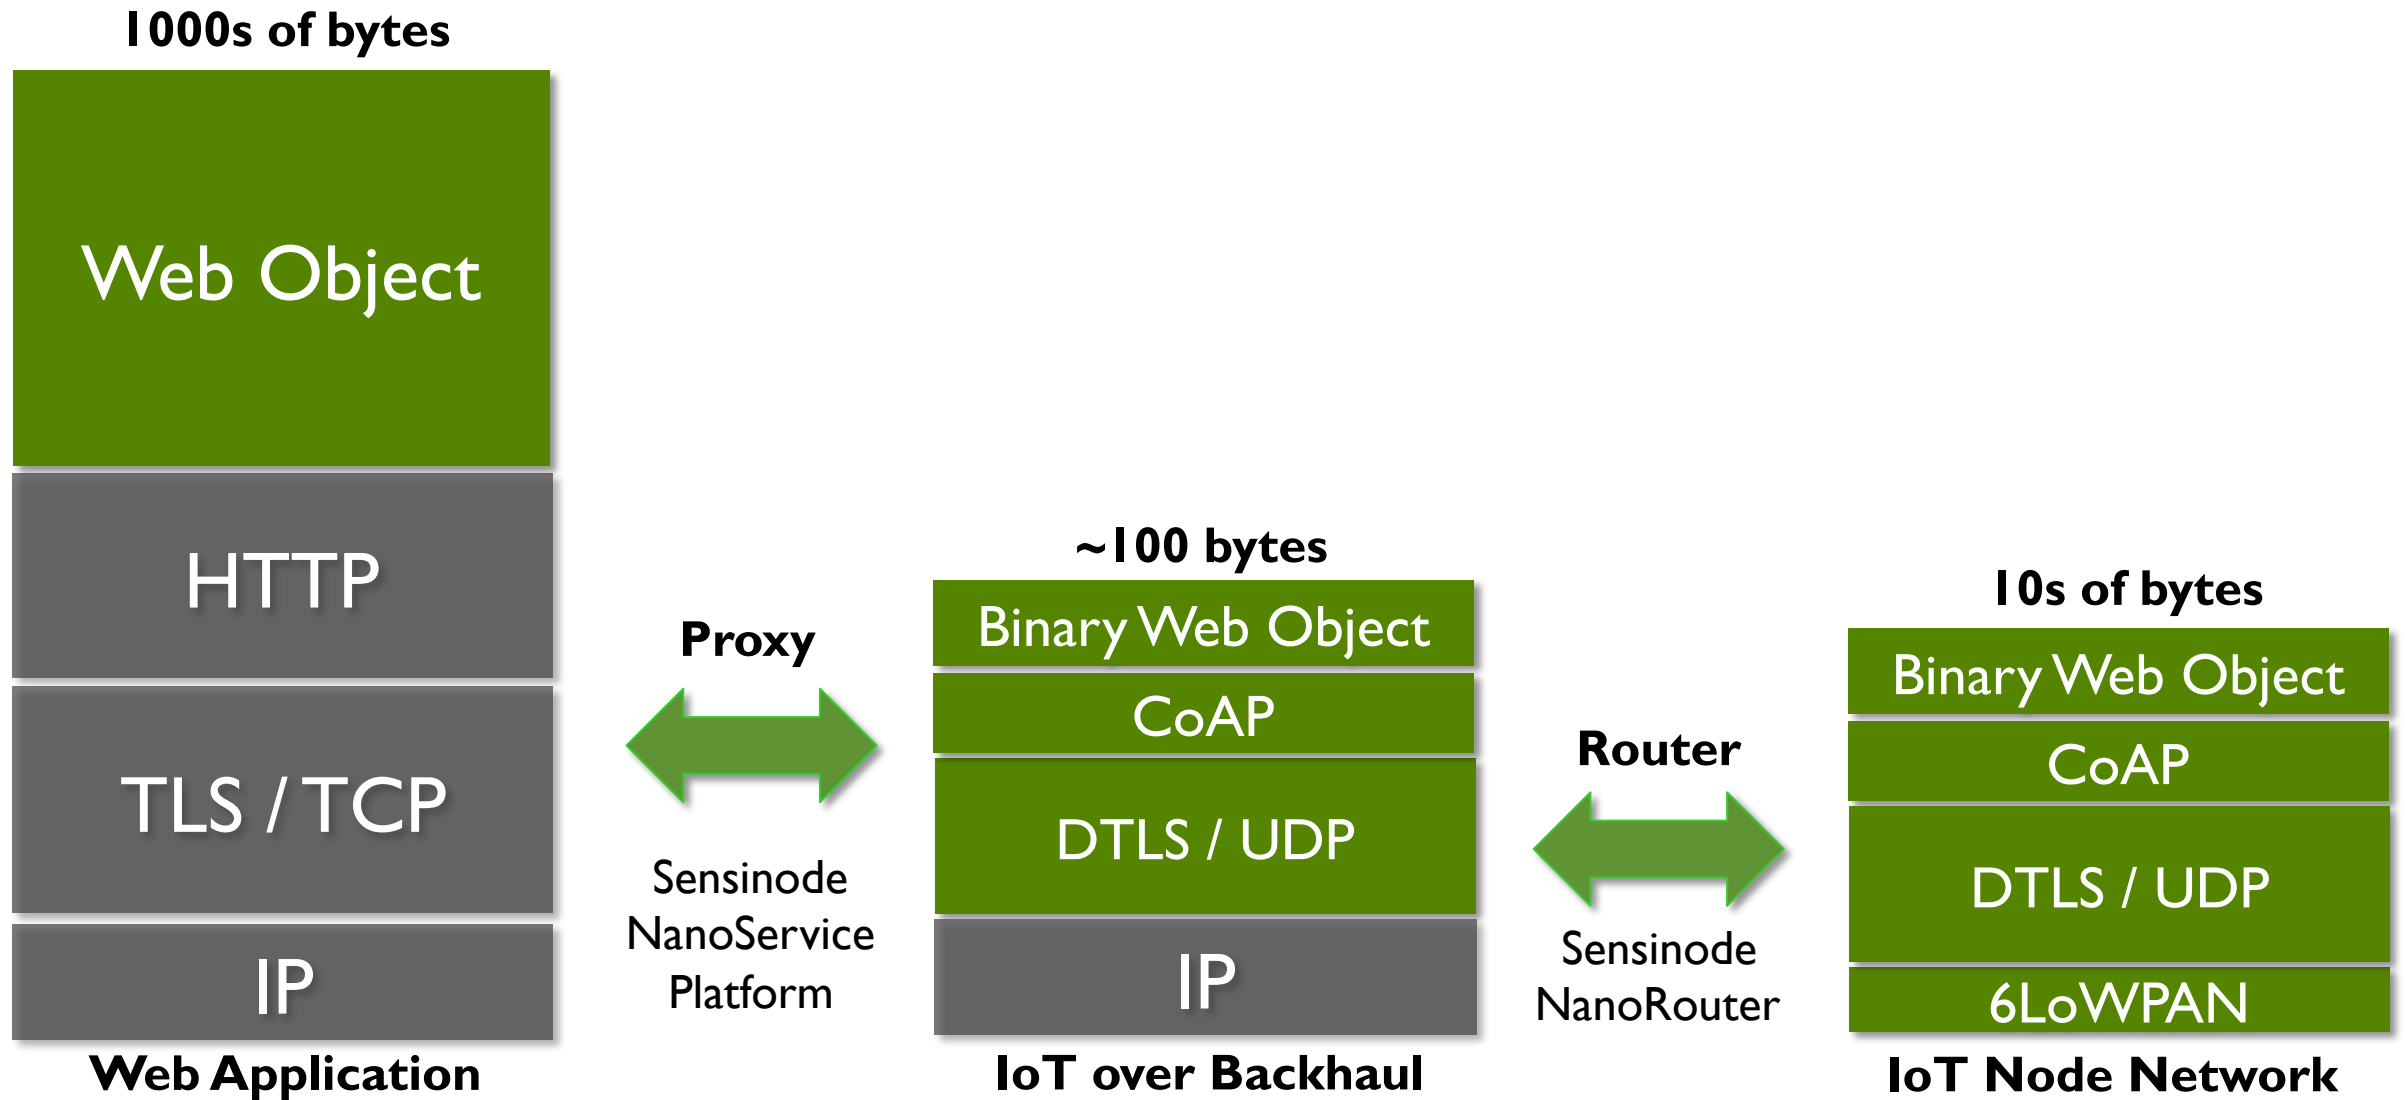 1000s of bytes
Web Object
HTTP
TLS / TCP
IP
Web Application
Proxy
Sensinode
NanoService
Platform
~100 bytes
Binary Web Object
CoAP
DTLS / UDP
IP
IoT over Backhaul
Router
Sensinode
NanoRouter
10s of bytes
Binary Web Object
CoAP
DTLS / UDP
6LoWPAN
IoT Node Network